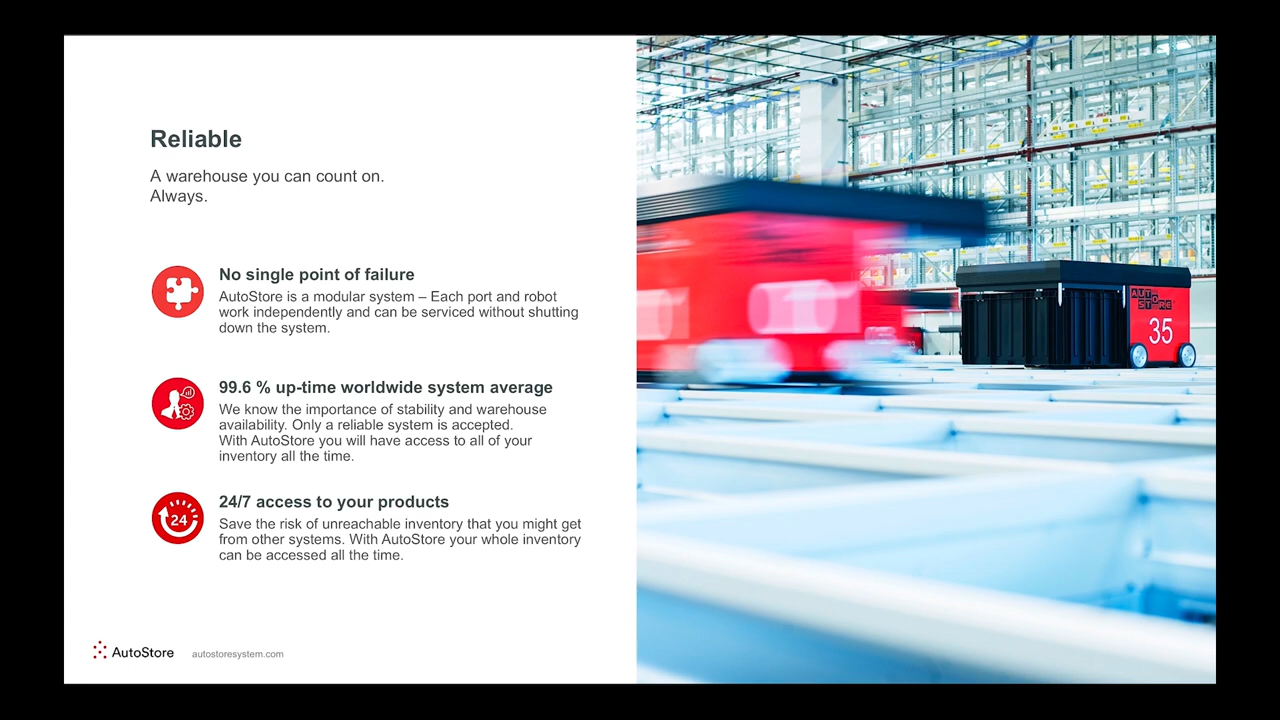 Reliable
A warehouse you can count on.
Always.
No single point of failure
AutoStore is a modular system – Each port and robot
work independently and can be serviced without shutting
down the system.
99.6 % up-time worldwide system average
We know the importance of stability and warehouse
availability. Only a reliable system is accepted.
With AutoStore you will have access to all of your
inventory all the time.
24
24/7 access to your products
Save the risk of unreachable inventory that you might get
from other systems. With AutoStore your whole inventory
can be accessed all the time.
AutoStore
autostoresystem.com
AUTO
STORE
35